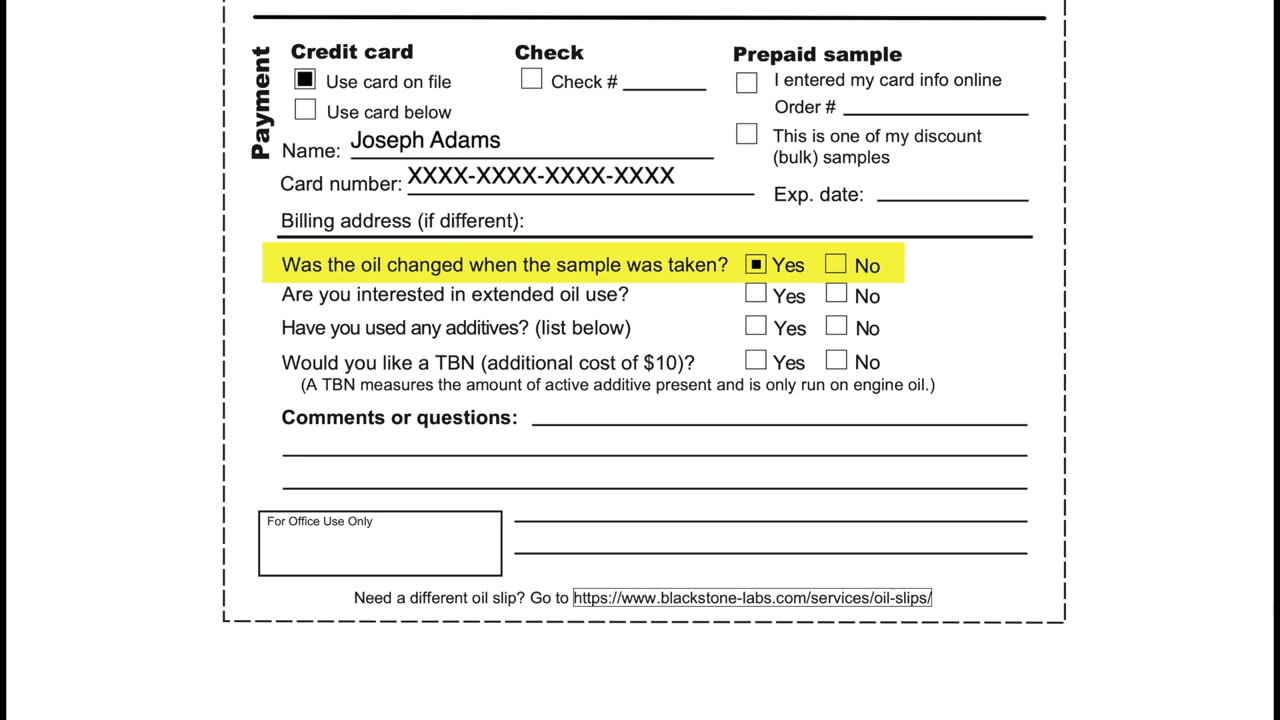 Payment
Credit card
Use card on file
Use card below
Check
Check #
Prepaid sample
I entered my card info online
Order #
This is one of my discount
(bulk) samples
Name: Joseph Adams
Card number: XXXX-XXXX-XXXX-XXXX
Exp. date:
Billing address (if different):
Was the oil changed when the sample was taken? Yes No
Are you interested in extended oil use? Yes No
Have you used any additives? (list below) Yes No
Would you like a TBN (additional cost of $10)? Yes No
(A TBN measures the amount of active additive present and is only run on engine oil.)
Comments or questions:
For Office Use Only
Need a different oil slip? Go to https://www.blackstone-labs.com/services/oil-slips/